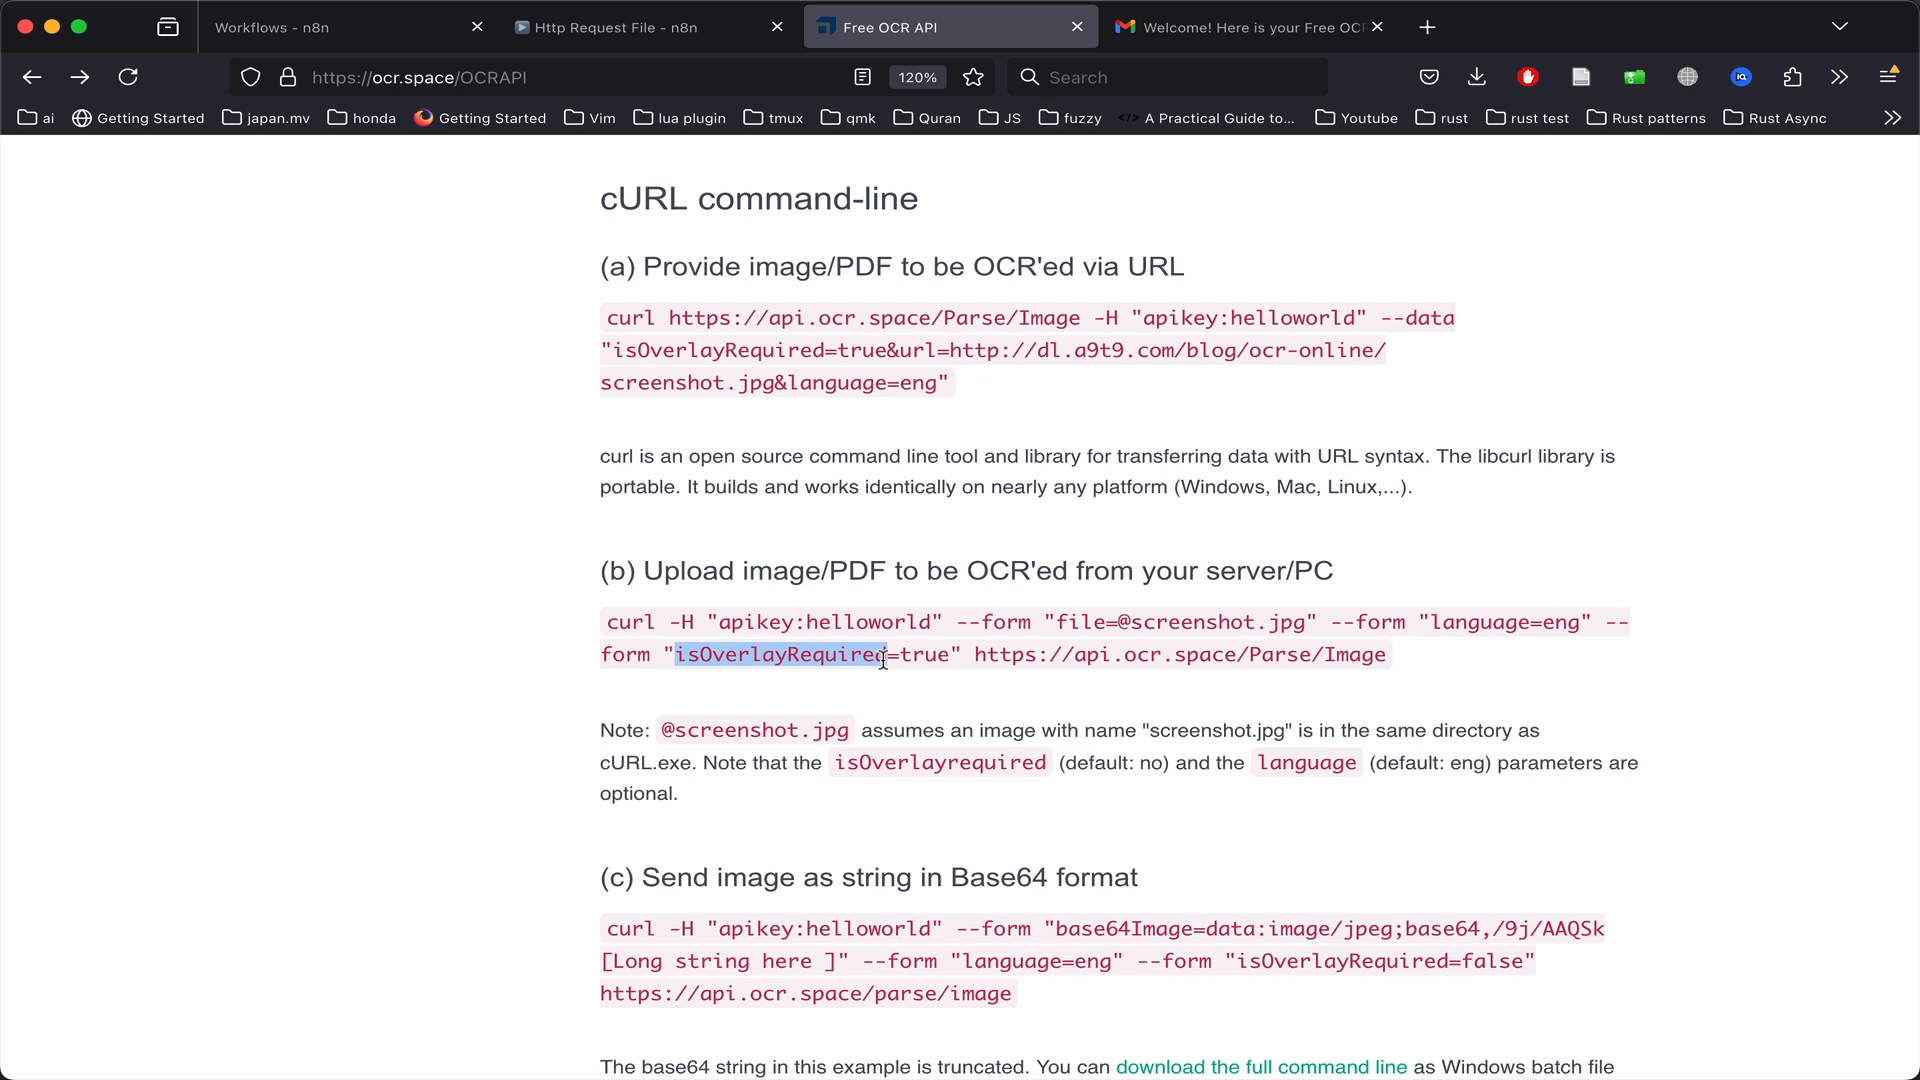 Workflows - n8n
Http Request File - n8n
Free OCR API
Welcome! Here is your Free OC
https://ocr.space/OCRAPI
120%
Search
ai
Getting Started
japan.mv
honda
Getting Started
Vim
lua plugin
tmux
qmk
Quran
JS
fuzzy
</> A Practical Guide to...
Youtube
rust
rust test
Rust patterns
Rust Async
cURL command-line
(a) Provide image/PDF to be OCR'ed via URL
curl https://api.ocr.space/Parse/Image -H "apikey:helloworld" --data
"isOverlayRequired=true&url=http://dl.a9t9.com/blog/ocr-online/
screenshot.jpg&language=eng"
curl is an open source command line tool and library for transferring data with URL syntax. The libcurl library is
portable. It builds and works identically on nearly any platform (Windows, Mac, Linux,...).
(b) Upload image/PDF to be OCR'ed from your server/PC
curl -H "apikey:helloworld" --form "file=@screenshot.jpg" --form "language=eng" --
form "isOverlayRequired=true" https://api.ocr.space/Parse/Image
Note: @screenshot.jpg assumes an image with name "screenshot.jpg" is in the same directory as
cURL.exe. Note that the isOverlayrequired (default: no) and the language (default: eng) parameters are
optional.
(c) Send image as string in Base64 format
curl -H "apikey:helloworld" --form "base64Image=data:image/jpeg;base64,/9j/AAQSk
[Long string here ]" --form "language=eng" --form "isOverlayRequired=false"
https://api.ocr.space/parse/image
The base64 string in this example is truncated. You can download the full command line as Windows batch file